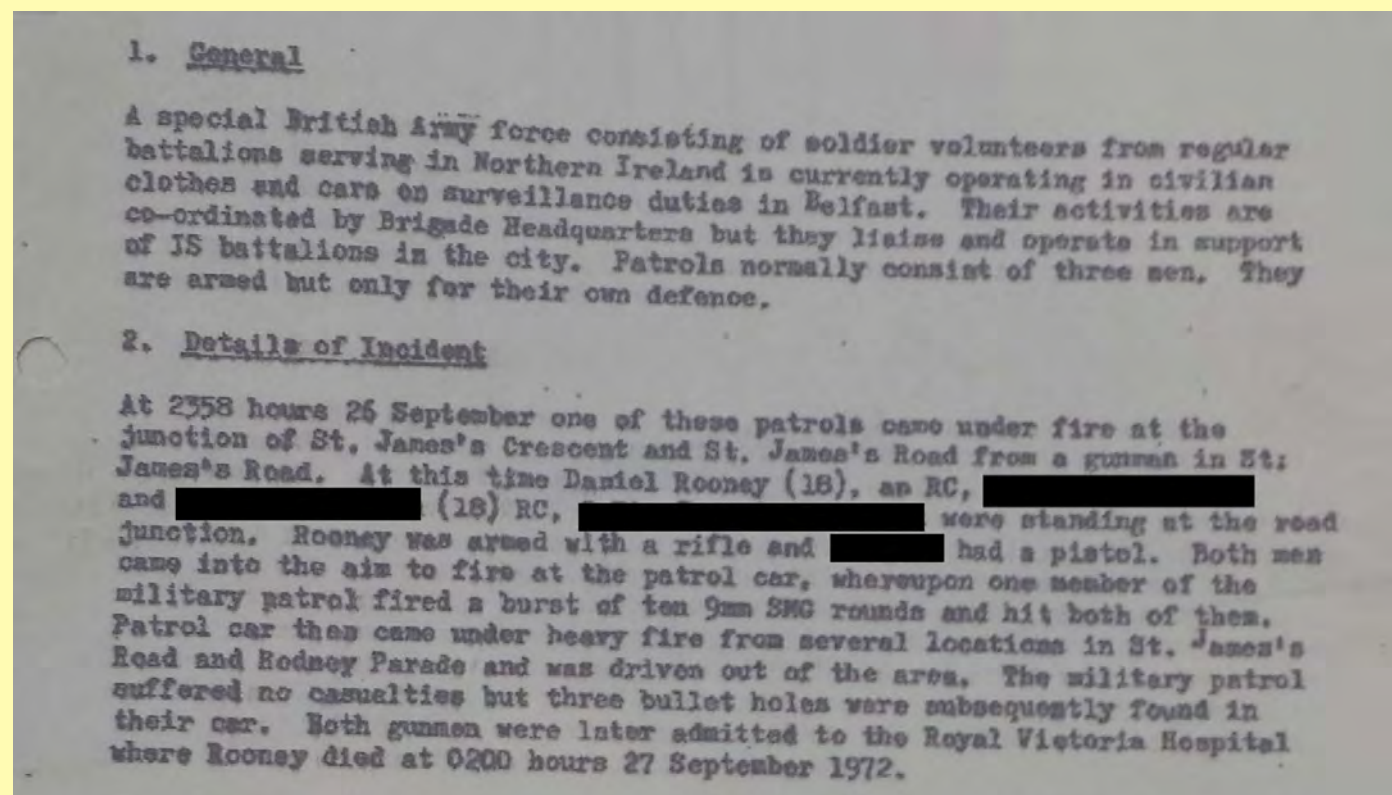 1. General
A special British Army force consisting of soldier volunteers from regular
battalions serving in Northern Ireland is currently operating in civilian
clothes and cars on surveillance duties in Belfast. Their activities are
co-ordinated by Brigade Headquarters but they liaise and operate in support
of IS battalions in the city. Patrols normally consist of three men. They
are armed but only for their own defence.
2. Details of Incident
At 2358 hours 26 September one of these patrols came under fire at the
junction of St. James's Crescent and St. James's Road from a gunman in St.
James's Road. At this time Daniel Rooney (18), an RC,
and (18) RC, were standing at the road
junction. Rooney was armed with a rifle and had a pistol. Both men
came into the aim to fire at the patrol car, whereupon one member of the
military patrol fired a burst of ten 9mm SMG rounds and hit both of them.
Patrol car then came under heavy fire from several locations in St. James's
Road and Rodney Parade and was driven out of the area. The military patrol
suffered no casualties but three bullet holes were subsequently found in
their car. Both gunmen were later admitted to the Royal Victoria Hospital
where Rooney died at 0200 hours 27 September 1972.